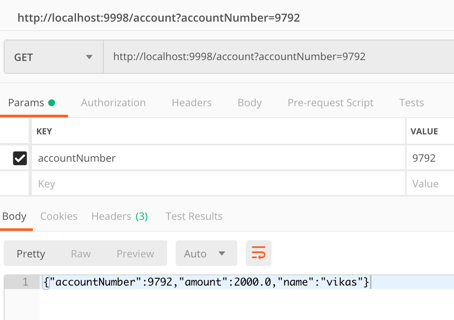 http://localhost:9998/account?accountNumber=9792
GET http://localhost:9998/account?accountNumber=9792
Params Authorization Headers Body Pre-request Script Tests
KEY VALUE
accountNumber 9792
Key Value
Body Cookies Headers (3) Test Results
Pretty Raw Preview Auto
1 {"accountNumber":9792,"amount":2000.0,"name":"vikas"}